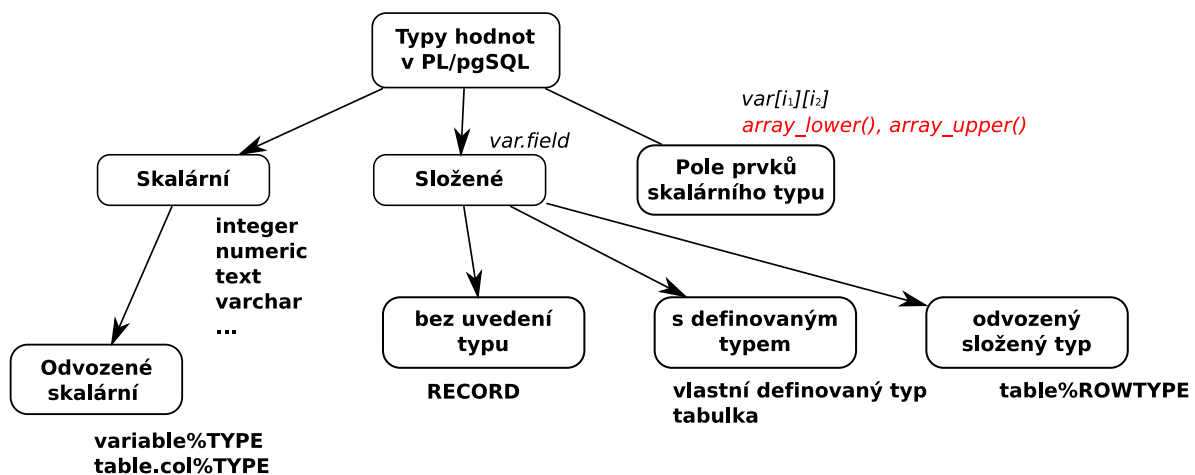 Typy hodnot
v PL/pgSQL
var[i₁][i₂]
array_lower(), array_upper()
var.field
Skalární
Složené
Pole prvků
skalárního typu
integer
numeric
text
varchar
...
bez uvedení
typu
s definovaným
typem
odvozený
složený typ
Odvozené
skalární
RECORD
vlastní definovaný typ
tabulka
table%ROWTYPE
variable%TYPE
table.col%TYPE